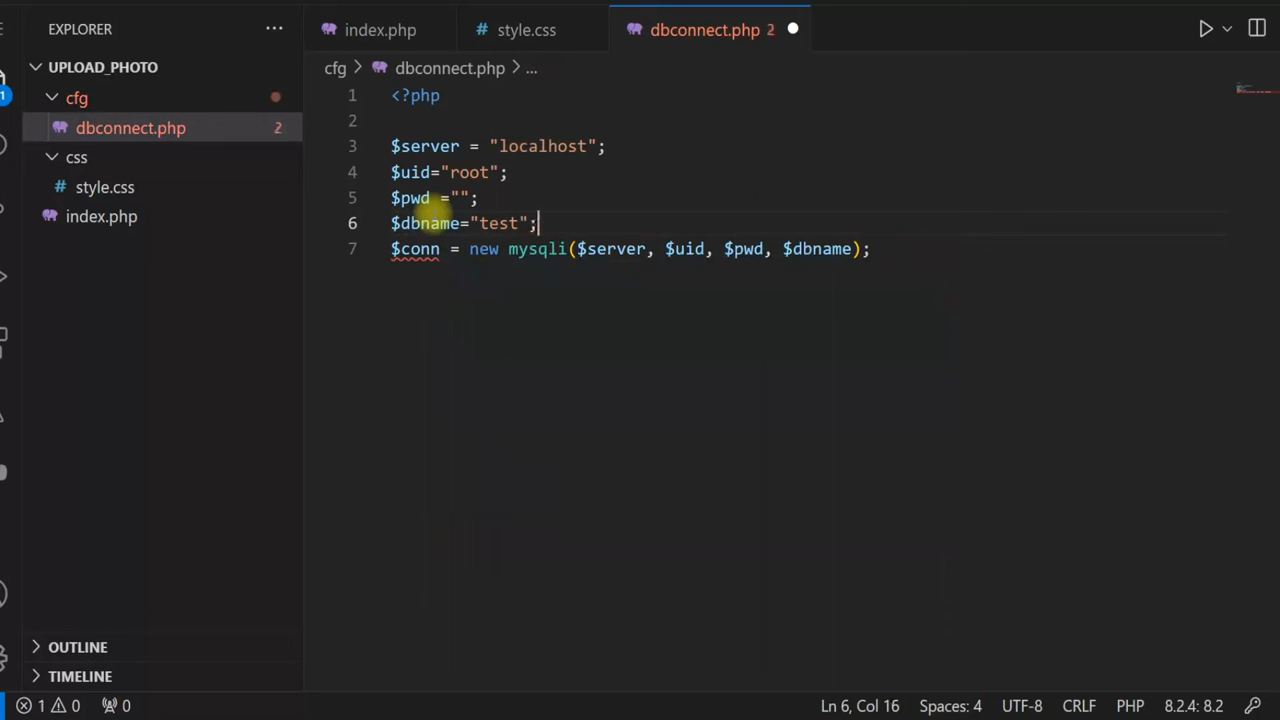 EXPLORER ...
index.php
style.css
dbconnect.php 2
UPLOAD_PHOTO
cfg
dbconnect.php 2
css
style.css
index.php
1
cfg > dbconnect.php > ...
1 <?php
2
3 $server = "localhost";
4 $uid="root";
5 $pwd ="";
6 $dbname="test";
7 $conn = new mysqli($server, $uid, $pwd, $dbname);
OUTLINE
TIMELINE
1 0 0 Ln 6, Col 16 Spaces: 4 UTF-8 CRLF PHP 8.2.4: 8.2